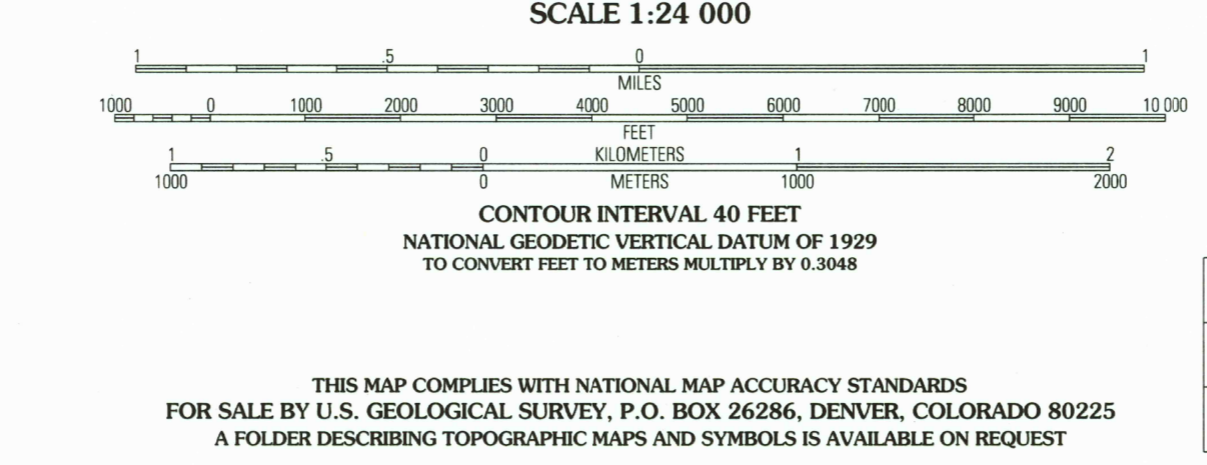 SCALE 1:24 000
1 .5 0 1
MILES
1000 0 1000 2000 3000 4000 5000 6000 7000 8000 9000 10 000
FEET
1 .5 0 KILOMETERS 1 2
1000 0 METERS 1000 2000
CONTOUR INTERVAL 40 FEET
NATIONAL GEODETIC VERTICAL DATUM OF 1929
TO CONVERT FEET TO METERS MULTIPLY BY 0.3048
THIS MAP COMPLIES WITH NATIONAL MAP ACCURACY STANDARDS
FOR SALE BY U.S. GEOLOGICAL SURVEY, P.O. BOX 26286, DENVER, COLORADO 80225
A FOLDER DESCRIBING TOPOGRAPHIC MAPS AND SYMBOLS IS AVAILABLE ON REQUEST